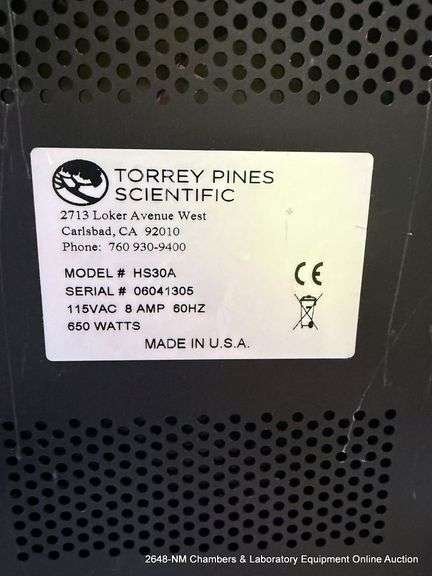 TORREY PINES
SCIENTIFIC
2713 Loker Avenue West
Carlsbad, CA 92010
Phone: 760 930-9400
MODEL # HS30A
SERIAL # 06041305
115VAC 8 AMP 60HZ
650 WATTS
MADE IN U.S.A.
CE
2648-NM Chambers & Laboratory Equipment Online Auction